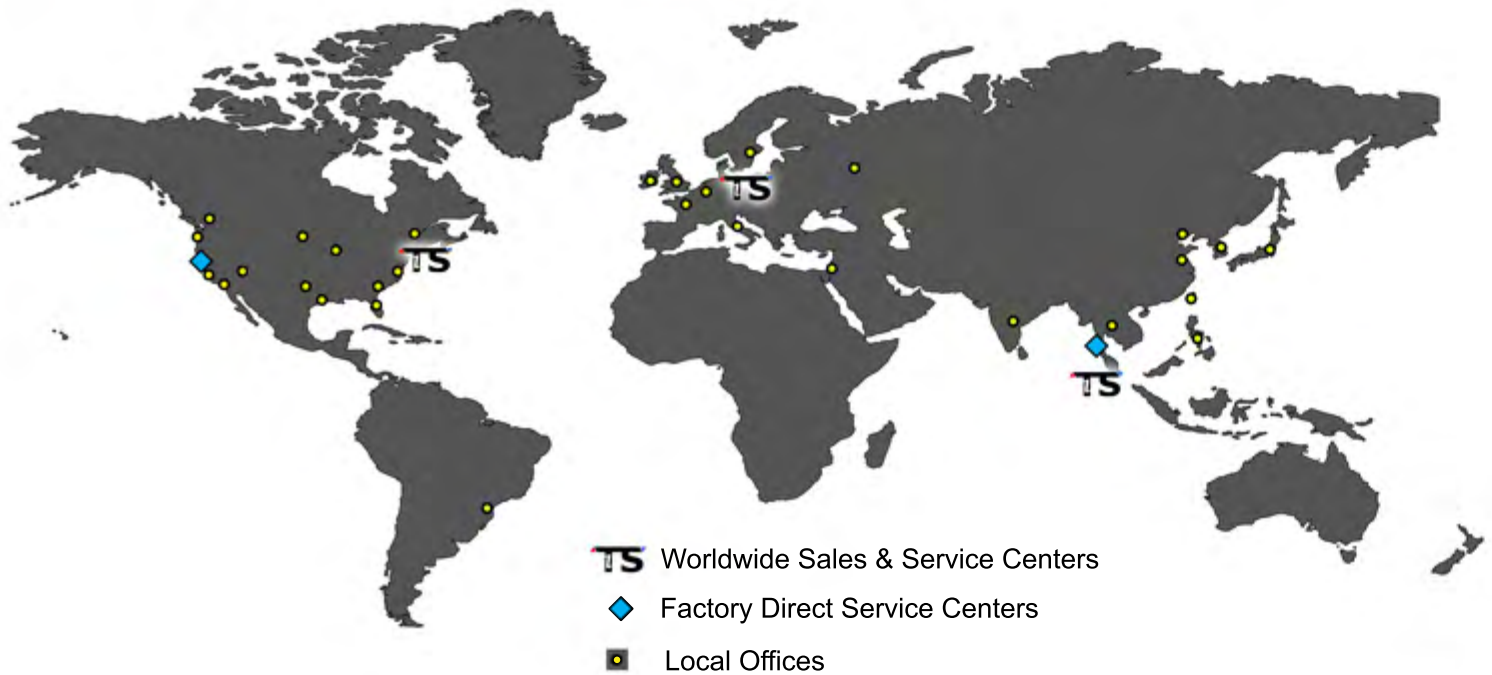 TS
TS
TS
TS Worldwide Sales & Service Centers
Factory Direct Service Centers
Local Offices